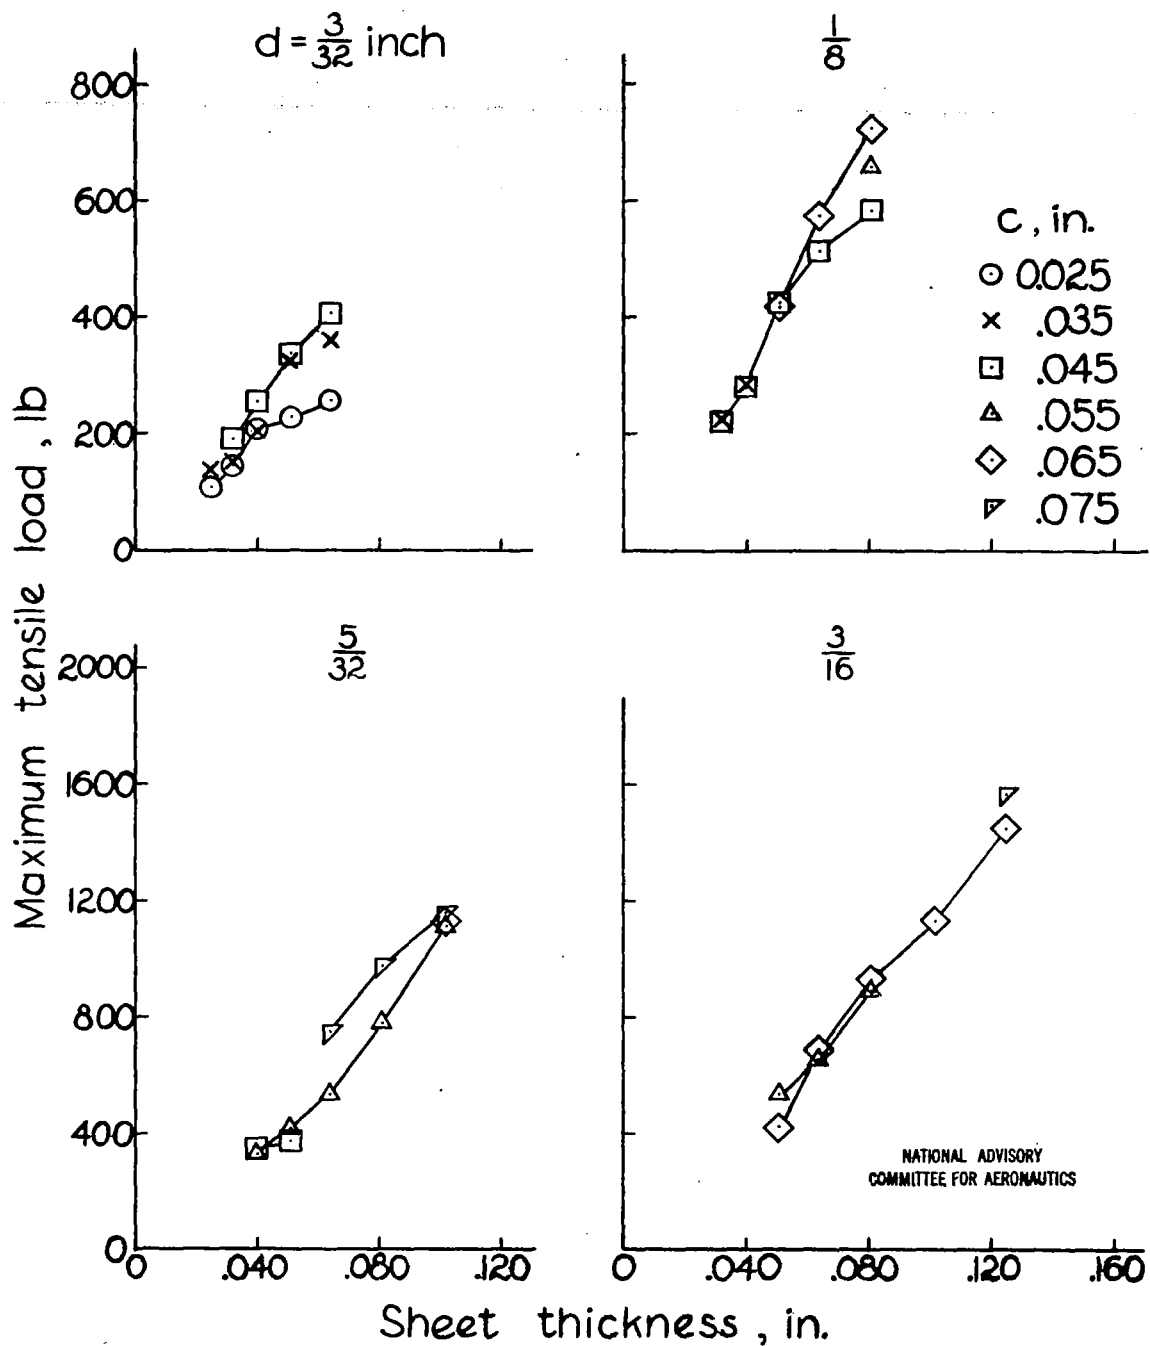 d = 3/32 inch
1/8
800
600
400
200
0
c, in.
0.025
.035
.045
.055
.065
.075
Maximum tensile load, lb
5/32
3/16
2000
1600
1200
800
400
0
NATIONAL ADVISORY
COMMITTEE FOR AERONAUTICS
0 .040 .080 .120
0 .040 .080 .120 .160
Sheet thickness, in.